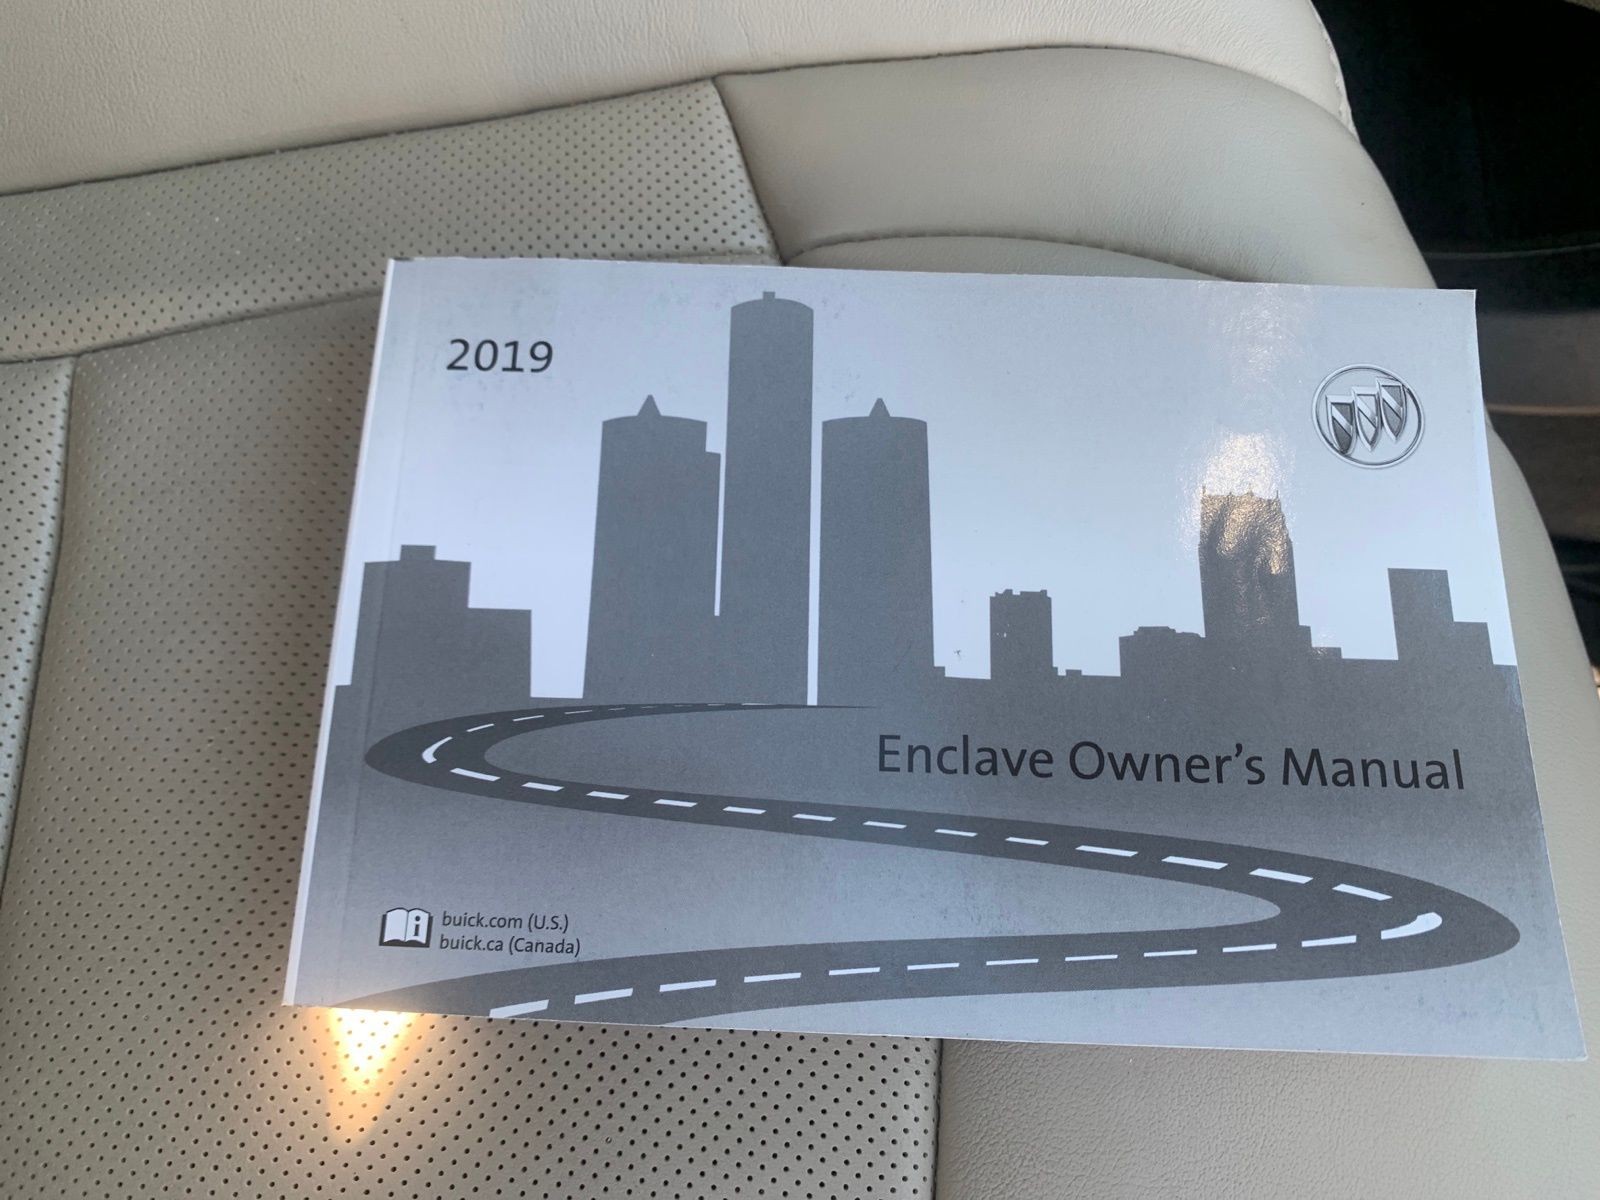 2019
Enclave Owner's Manual
buick.com (U.S.)
buick.ca (Canada)